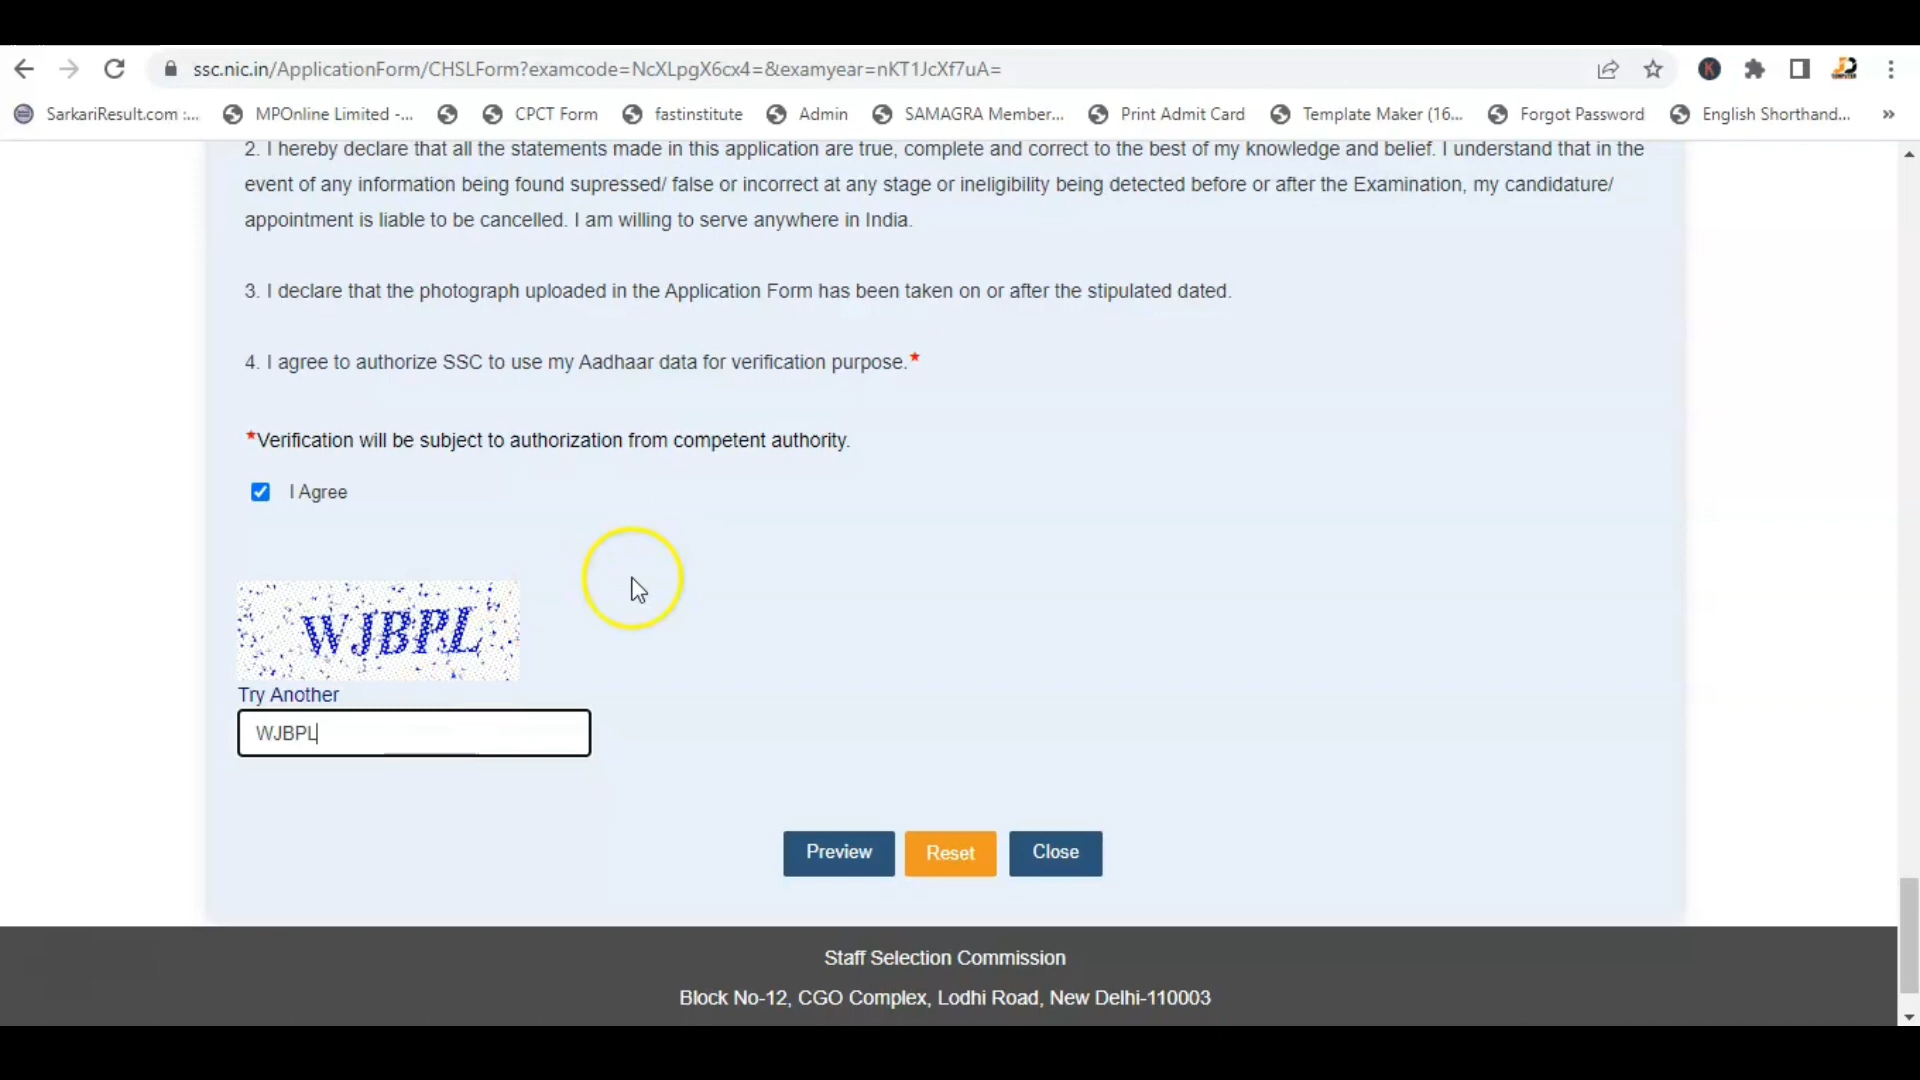 ssc.nic.in/ApplicationForm/CHSLForm?examcode=NcXLpgX6cx4=&examyear=nKT1JcXf7uA=
SarkariResult.com :... MPOnline Limited -... CPCT Form fastinstitute Admin SAMAGRA Member... Print Admit Card Template Maker (16... Forgot Password English Shorthand... »
2. I hereby declare that all the statements made in this application are true, complete and correct to the best of my knowledge and belief. I understand that in the
event of any information being found supressed/ false or incorrect at any stage or ineligibility being detected before or after the Examination, my candidature/
appointment is liable to be cancelled. I am willing to serve anywhere in India.
3. I declare that the photograph uploaded in the Application Form has been taken on or after the stipulated dated.
4. I agree to authorize SSC to use my Aadhaar data for verification purpose.*
*Verification will be subject to authorization from competent authority.
I Agree
WJBPL
Try Another
WJBPL
Preview Reset Close
Staff Selection Commission
Block No-12, CGO Complex, Lodhi Road, New Delhi-110003